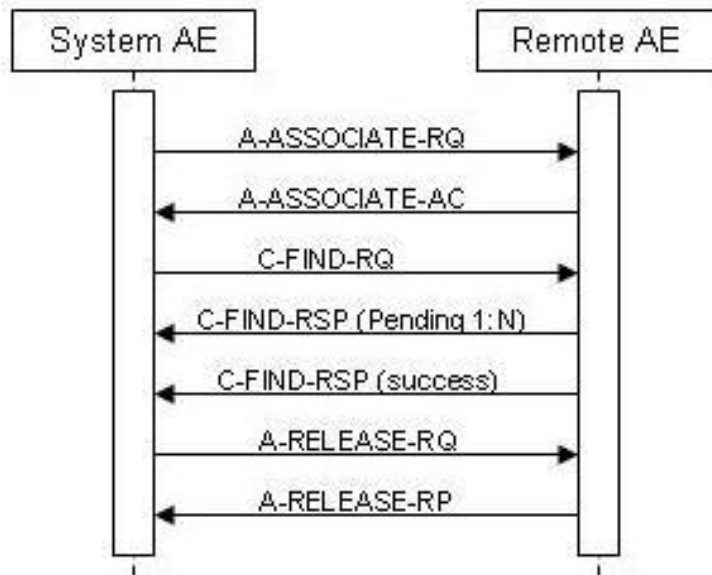 System AE
Remote AE
A-ASSOCIATE-RQ
A-ASSOCIATE-AC
C-FIND-RQ
C-FIND-RSP (Pending 1:N)
C-FIND-RSP (success)
A-RELEASE-RQ
A-RELEASE-RP